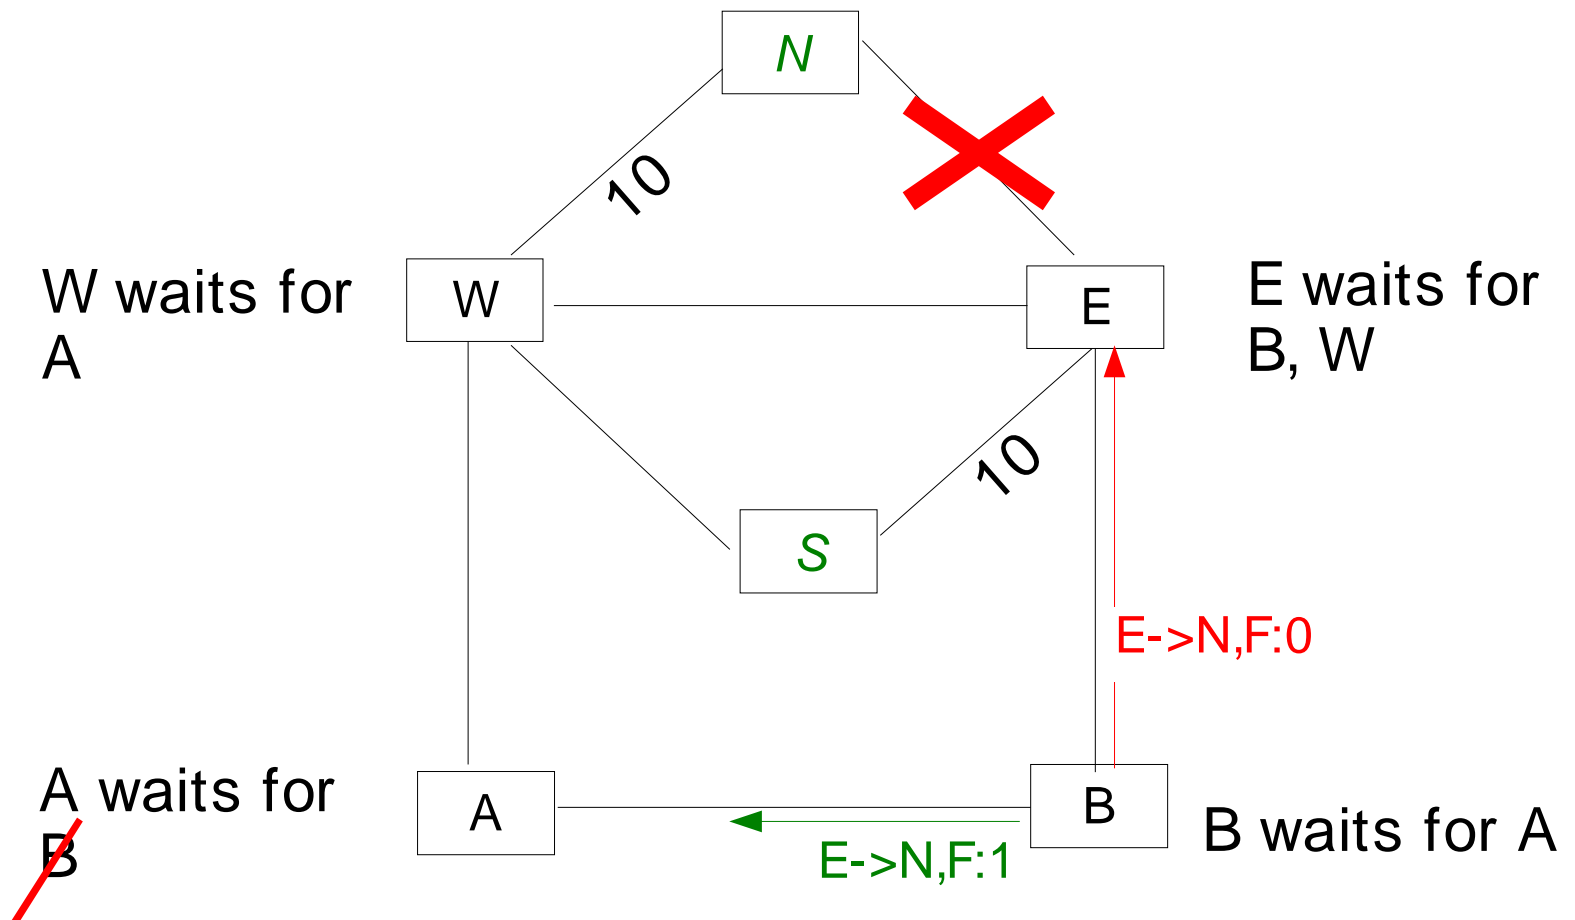 N
10
W waits for
A
W
E
E waits for
B, W
10
S
E->N,F:0
A waits for
B
A
B
B waits for A
E->N,F:1